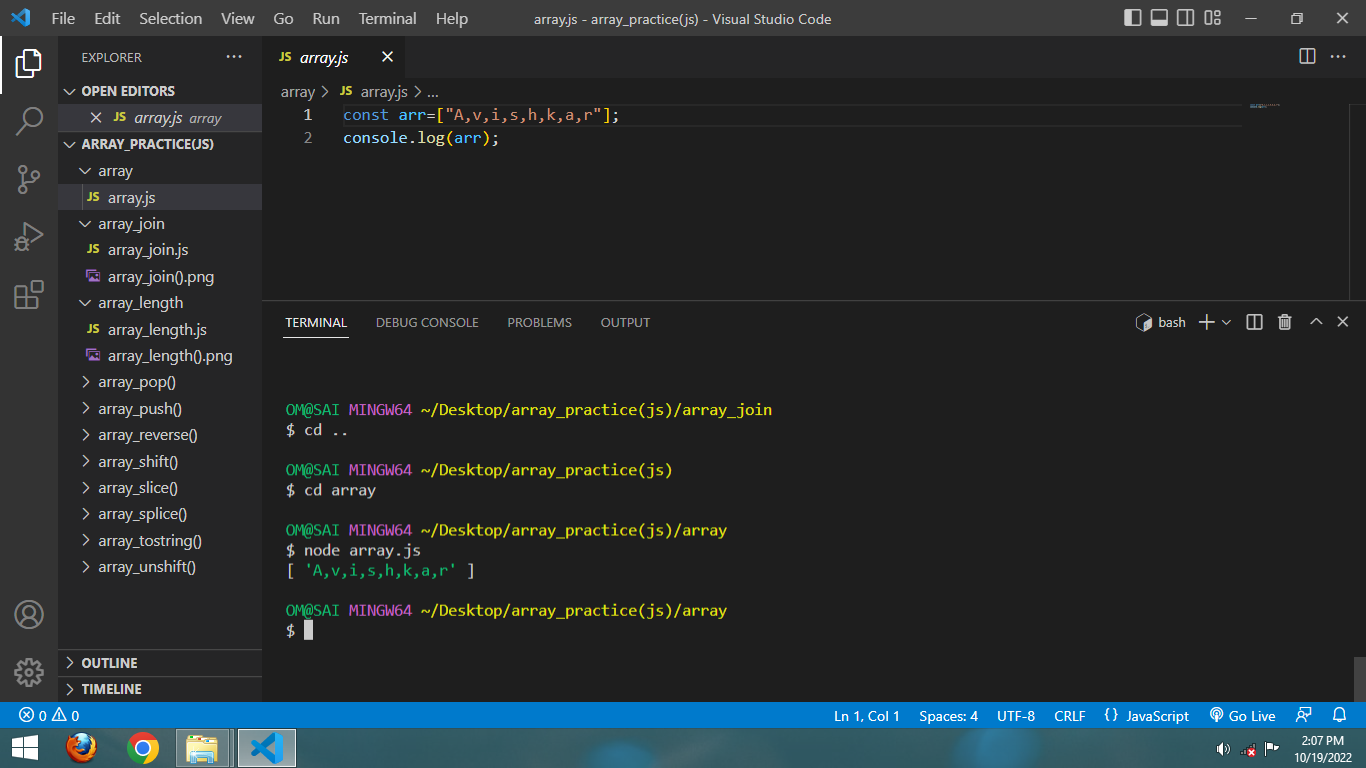 File Edit Selection View Go Run Terminal Help array.js - array_practice(js) - Visual Studio Code
EXPLORER
OPEN EDITORS
JS array.js array
ARRAY_PRACTICE(JS)
array
JS array.js
array_join
JS array_join.js
array_join().png
array_length
JS array_length.js
array_length().png
array_pop()
array_push()
array_reverse()
array_shift()
array_slice()
array_splice()
array_tostring()
array_unshift()
OUTLINE
TIMELINE
JS array.js
array > JS array.js > ...
1 const arr=["A,v,i,s,h,k,a,r"];
2 console.log(arr);
TERMINAL DEBUG CONSOLE PROBLEMS OUTPUT bash
OM@SAI MINGW64 ~/Desktop/array_practice(js)/array_join
$ cd ..
OM@SAI MINGW64 ~/Desktop/array_practice(js)
$ cd array
OM@SAI MINGW64 ~/Desktop/array_practice(js)/array
$ node array.js
[ 'A,v,i,s,h,k,a,r' ]
OM@SAI MINGW64 ~/Desktop/array_practice(js)/array
$
0 0 Ln 1, Col 1 Spaces: 4 UTF-8 CRLF {} JavaScript Go Live
2:07 PM
10/19/2022